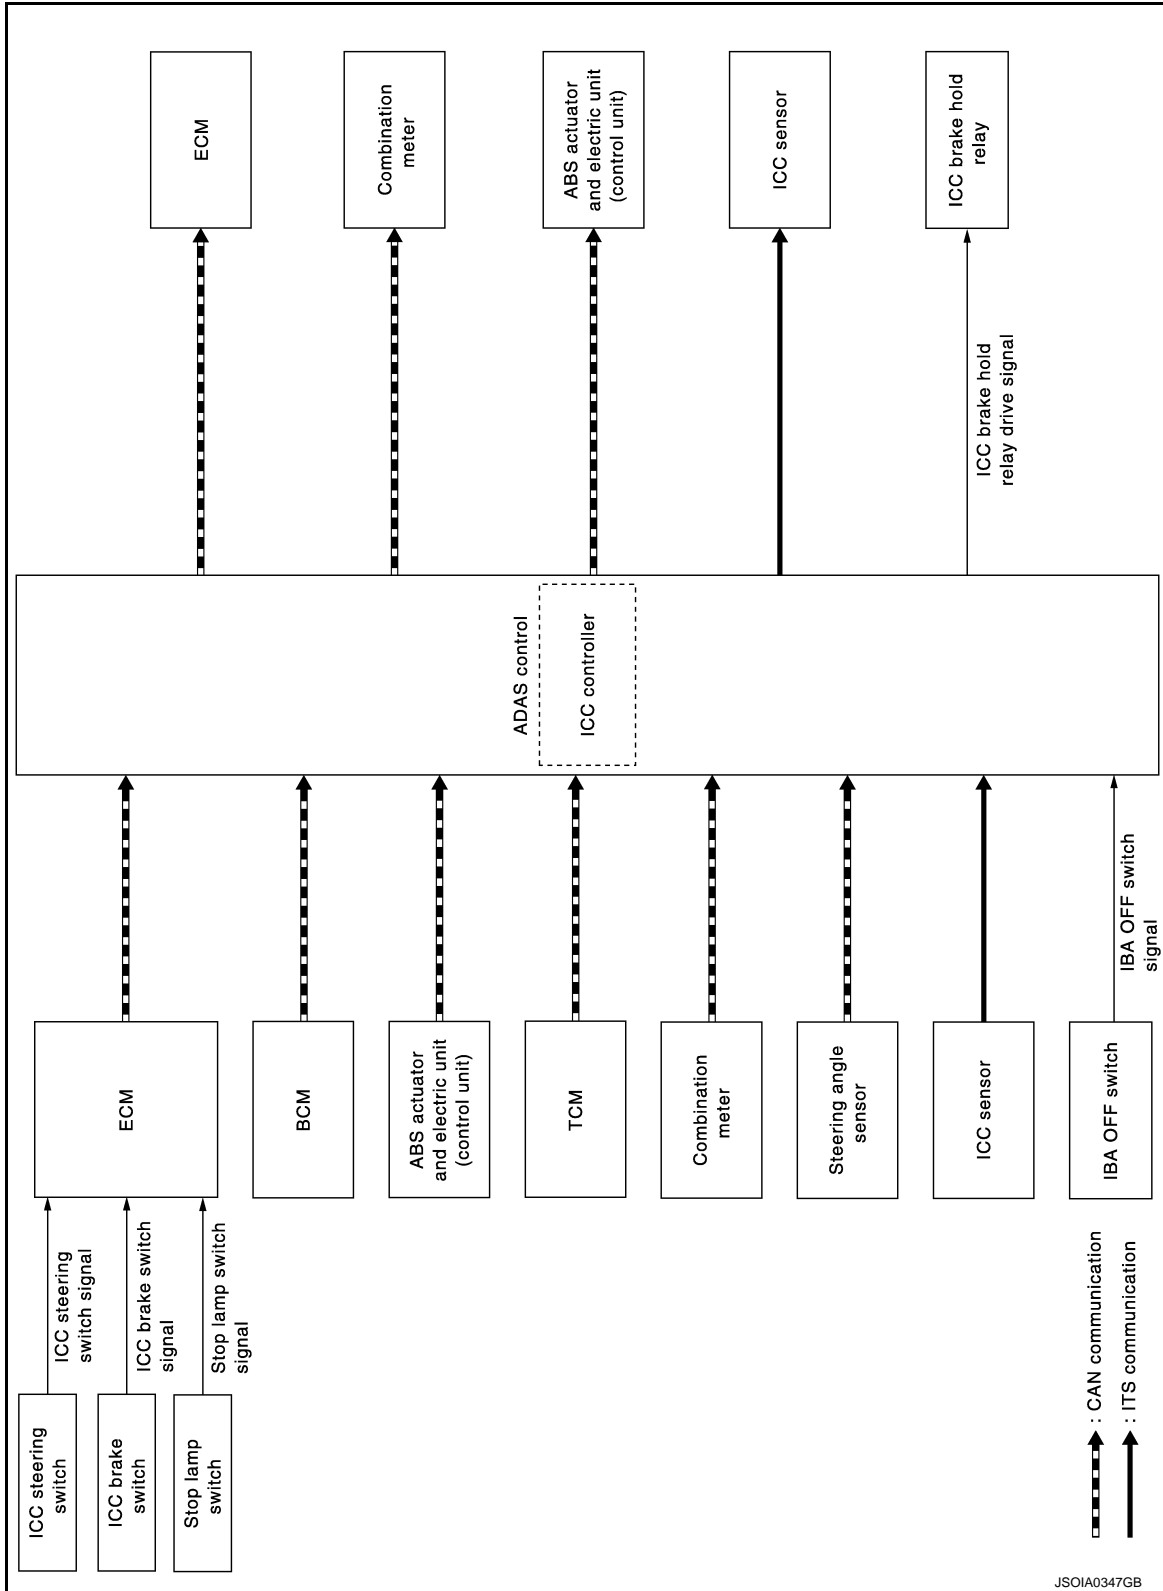 ICC steering
switch
ICC steering
switch signal
ICC brake
switch
ICC brake switch
signal
Stop lamp
switch
Stop lamp switch
signal
ECM
BCM
ABS actuator
and electric unit
(control unit)
TCM
Combination
meter
Steering angle
sensor
ICC sensor
IBA OFF switch
IBA OFF switch
signal
ADAS control
ICC controller
ECM
Combination
meter
ABS actuator
and electric unit
(control unit)
ICC sensor
ICC brake hold
relay drive signal
ICC brake hold
relay
: CAN communication
: ITS communication
JSOIA0347GB